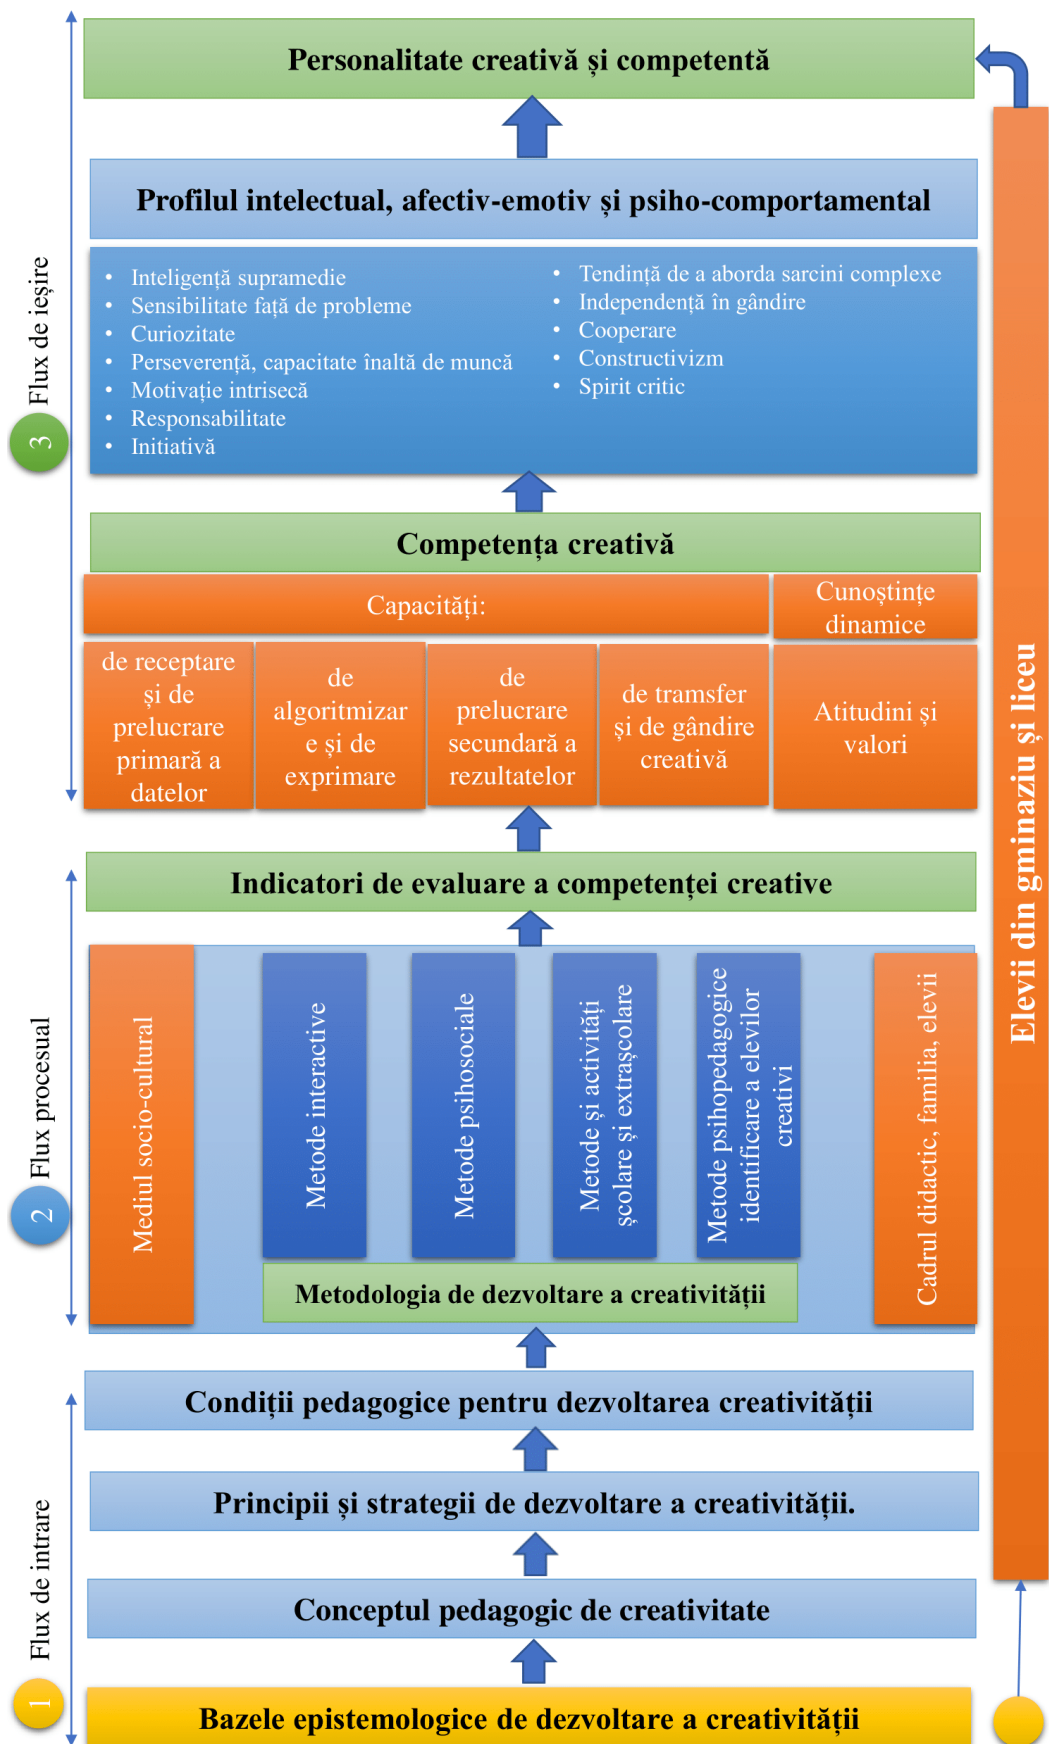 Personalitate creativă și competentă
Profilul intelectual, afectiv-emotiv și psiho-comportamental
• Inteligență supramedie
• Sensibilitate față de probleme
• Curiozitate
• Perseverență, capacitate înaltă de muncă
• Motivație intrisecă
• Responsabilitate
• Initiativă
• Tendință de a aborda sarcini complexe
• Independență în gândire
• Cooperare
• Constructivizm
• Spirit critic
3
Flux de ieșire
Competența creativă
Capacități:
Cunoștințe
dinamice
de receptare
și de
prelucrare
primară a
datelor
de
algoritmizar
e și de
exprimare
de
prelucrare
secundară a
rezultatelor
de tramsfer
și de gândire
creativă
Atitudini și
valori
Indicatori de evaluare a competenței creative
2
Flux procesual
Mediul socio-cultural
Metode interactive
Metode psihosociale
Metode și activități
școlare și extrașcolare
Metode psihopedagogice
identificare a elevilor
creativi
Cadrul didactic, familia, elevii
Metodologia de dezvoltare a creativității
Condiții pedagogice pentru dezvoltarea creativității
Principii și strategii de dezvoltare a creativității.
Conceptul pedagogic de creativitate
Bazele epistemologice de dezvoltare a creativității
1
Flux de intrare
Elevii din gminaziu și liceu